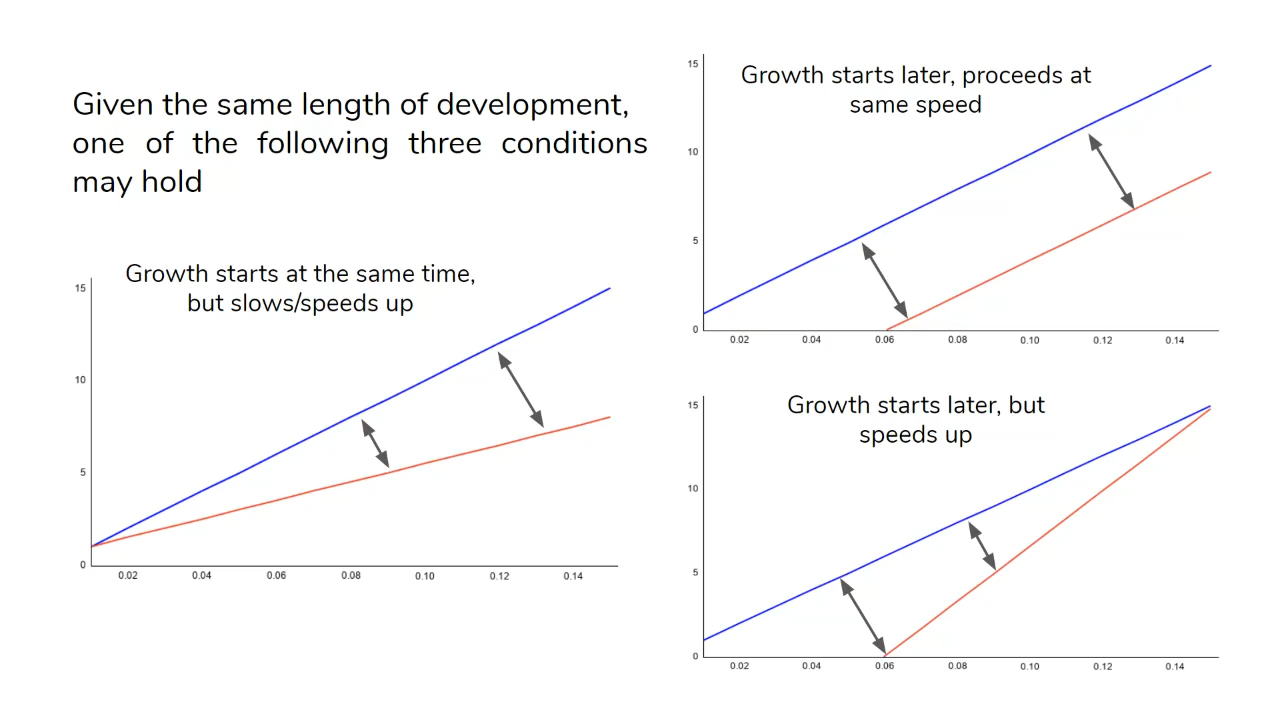 Given the same length of development,
one of the following three conditions
may hold
Growth starts at the same time,
but slows/speeds up
15
10
5
0
0.02 0.04 0.06 0.08 0.10 0.12 0.14
Growth starts later, proceeds at
same speed
15
10
5
0
0.02 0.04 0.06 0.08 0.10 0.12 0.14
Growth starts later, but
speeds up
15
10
5
0
0.02 0.04 0.06 0.08 0.10 0.12 0.14